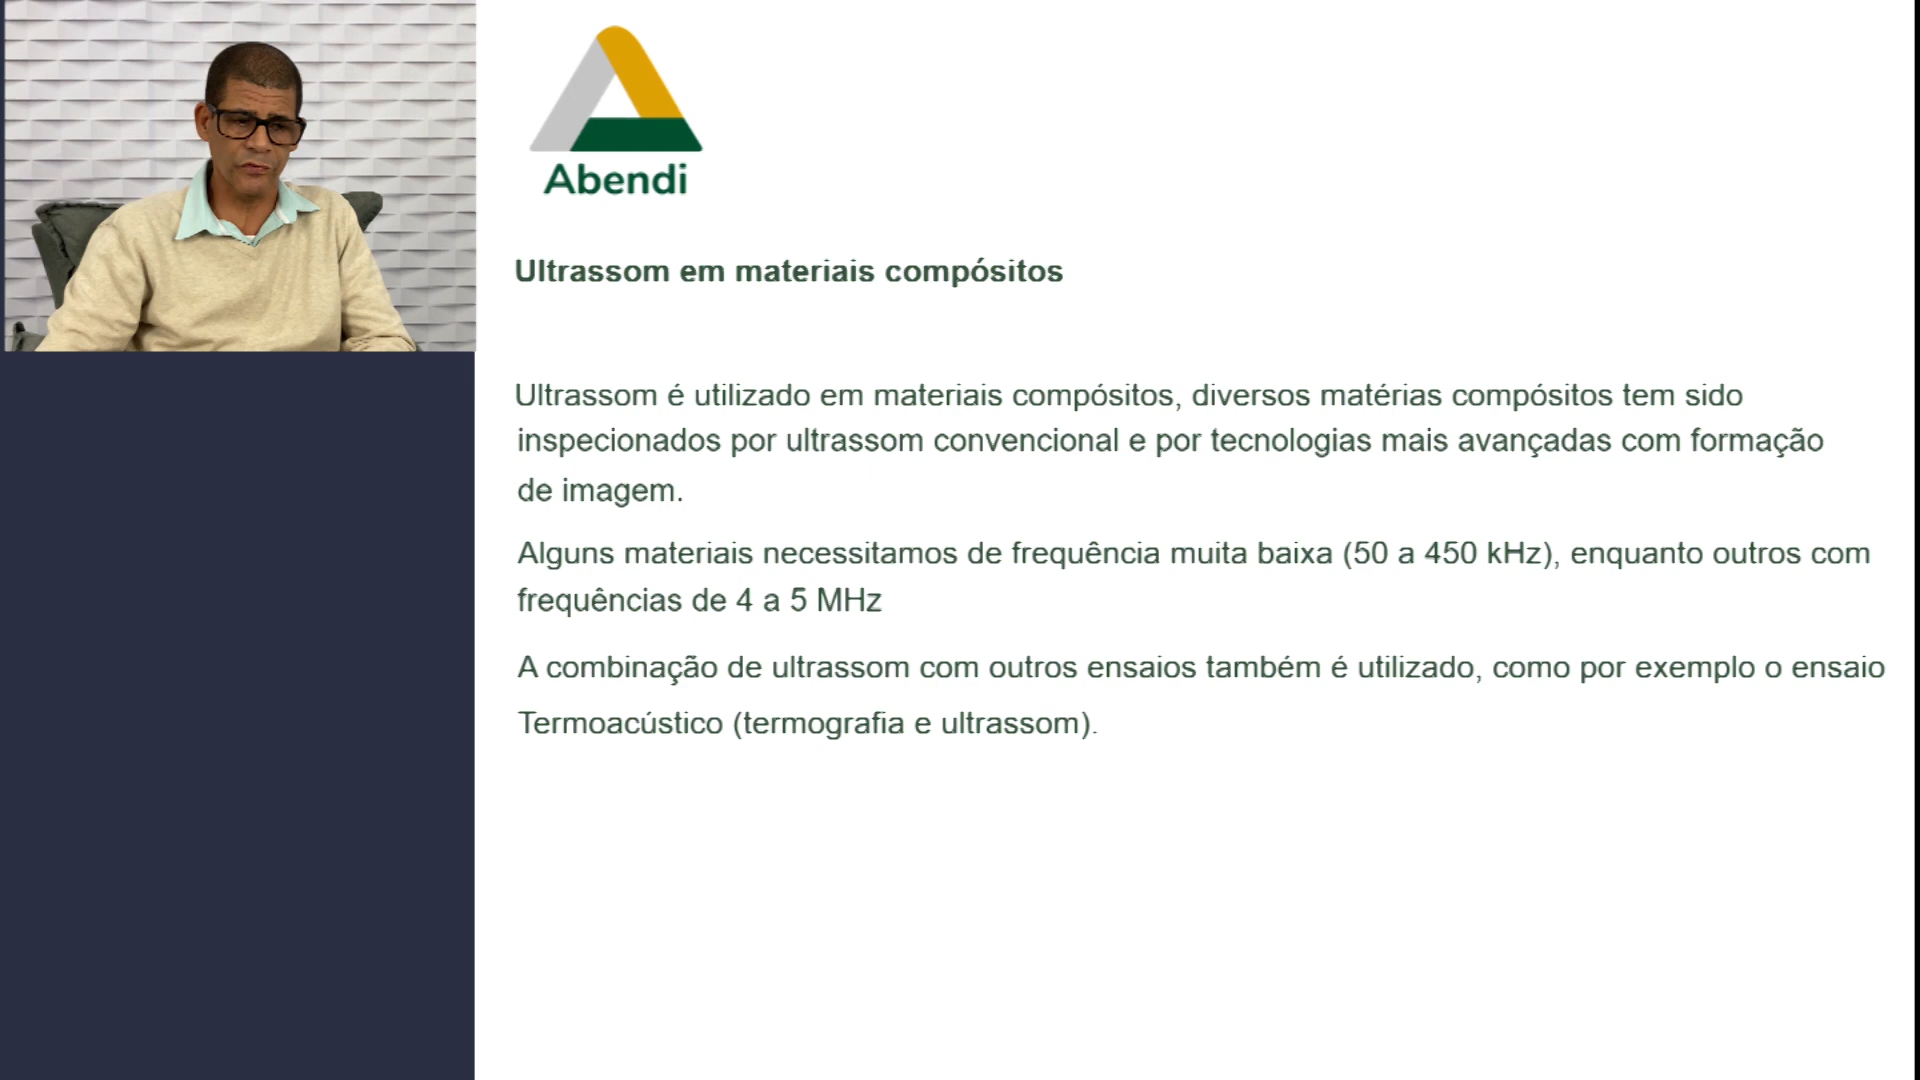 Abendi
Ultrassom em materiais compósitos
Ultrassom é utilizado em materiais compósitos, diversos matérias compósitos tem sido
inspecionados por ultrassom convencional e por tecnologias mais avançadas com formação
de imagem.
Alguns materiais necessitamos de frequência muita baixa (50 a 450 kHz), enquanto outros com
frequências de 4 a 5 MHz
A combinação de ultrassom com outros ensaios também é utilizado, como por exemplo o ensaio
Termoacústico (termografia e ultrassom).